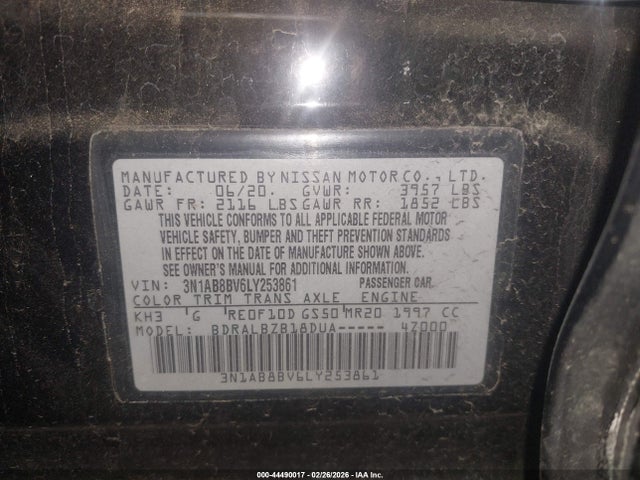 MANUFACTURED BY NISSAN MOTOR CO., LTD.
DATE: 06/20. GVWR: 3957 LBS
GAWR FR: 2116 LBS GAWR RR: 1852 LBS
THIS VEHICLE CONFORMS TO ALL APPLICABLE FEDERAL MOTOR
VEHICLE SAFETY, BUMPER AND THEFT PREVENTION STANDARDS
IN EFFECT ON THE DATE OF MANUFACTURE SHOWN ABOVE.
SEE OWNER'S MANUAL FOR ADDITIONAL INFORMATION.
VIN: 3N1AB8BV6LY253861 PASSENGER CAR.
COLOR TRIM TRANS AXLE ENGINE
KH3 G RE0F10D GS50 MR20 1997 CC
MODEL: BDRALBZB18DUA----- 4Z000
3N1AB8BV6LY253861
000-44490017 | 02/26/2026 | IAA Inc.